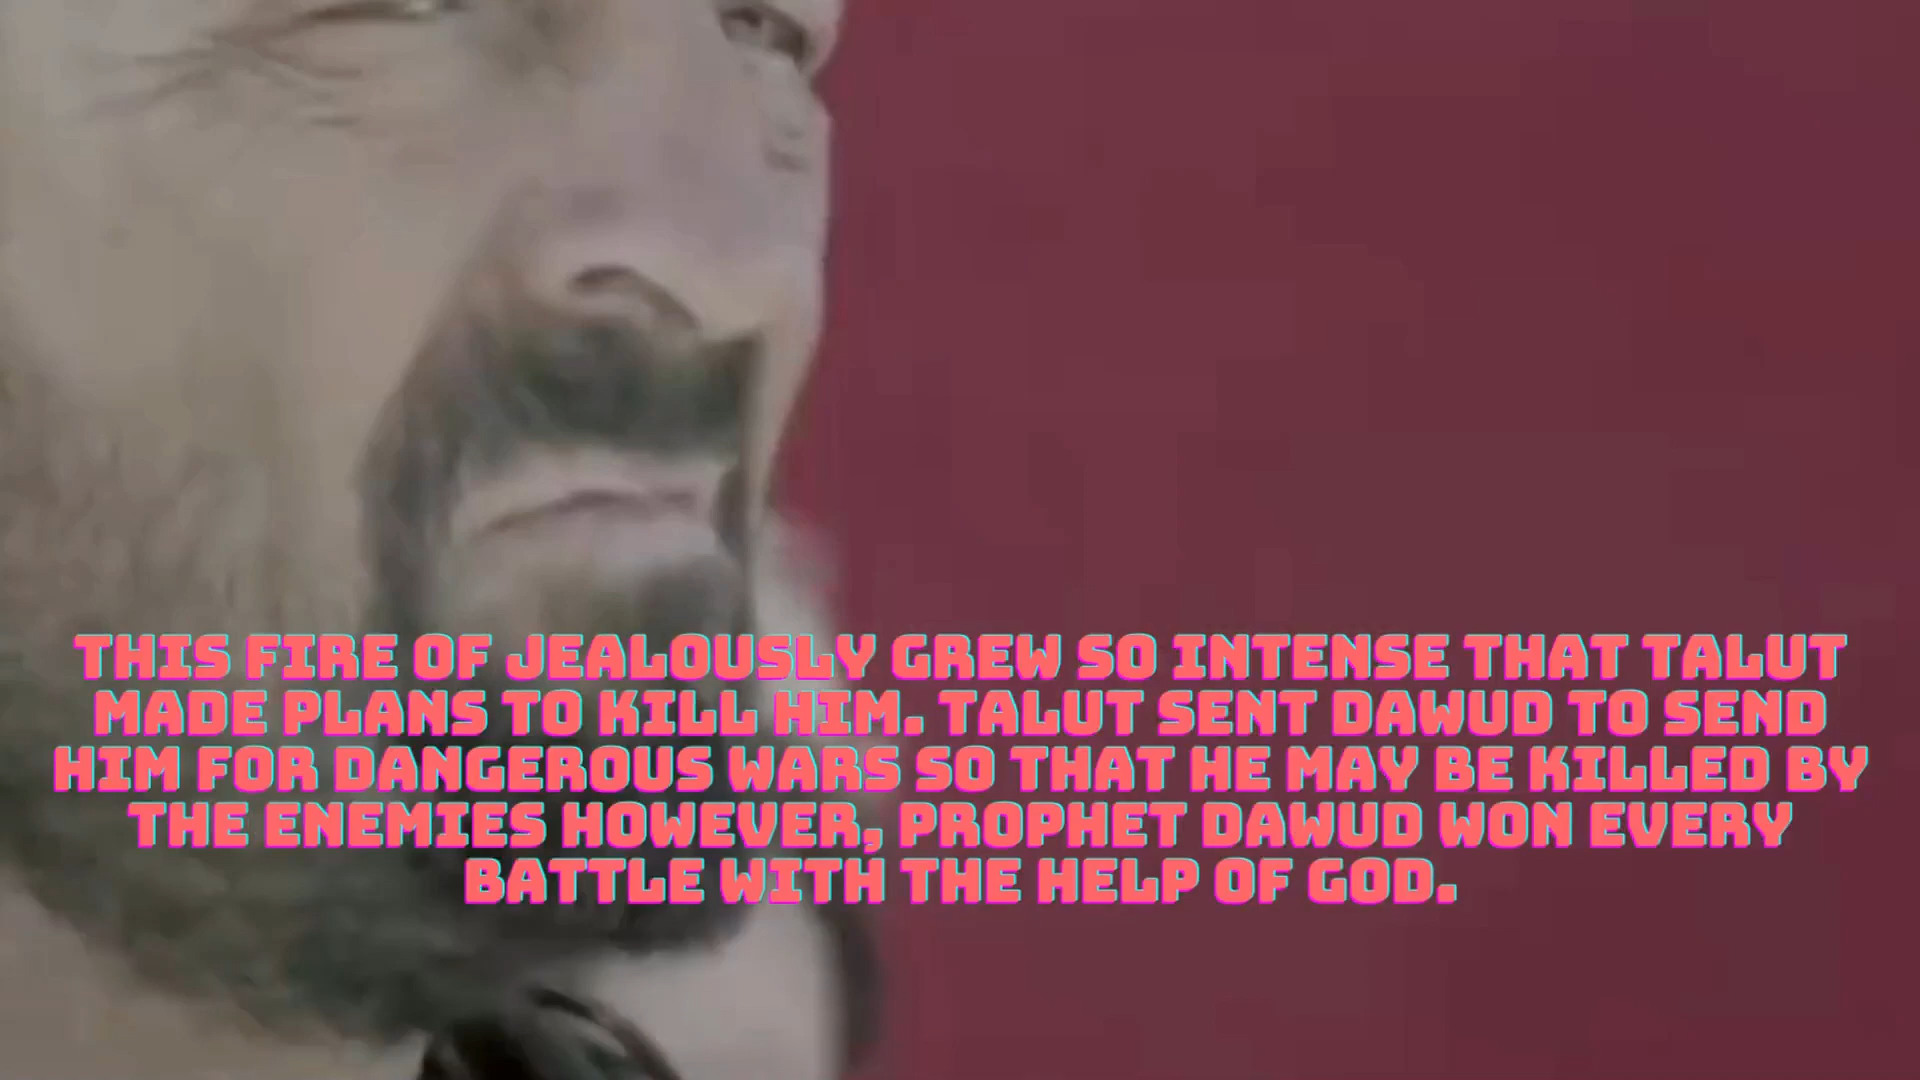 THIS FIRE OF JEALOUSLY GREW SO INTENSE THAT TALUT
MADE PLANS TO KILL HIM. TALUT SENT DAWUD TO SEND
HIM FOR DANGEROUS WARS SO THAT HE MAY BE KILLED BY
THE ENEMIES HOWEVER, PROPHET DAWUD WON EVERY
BATTLE WITH THE HELP OF GOD.